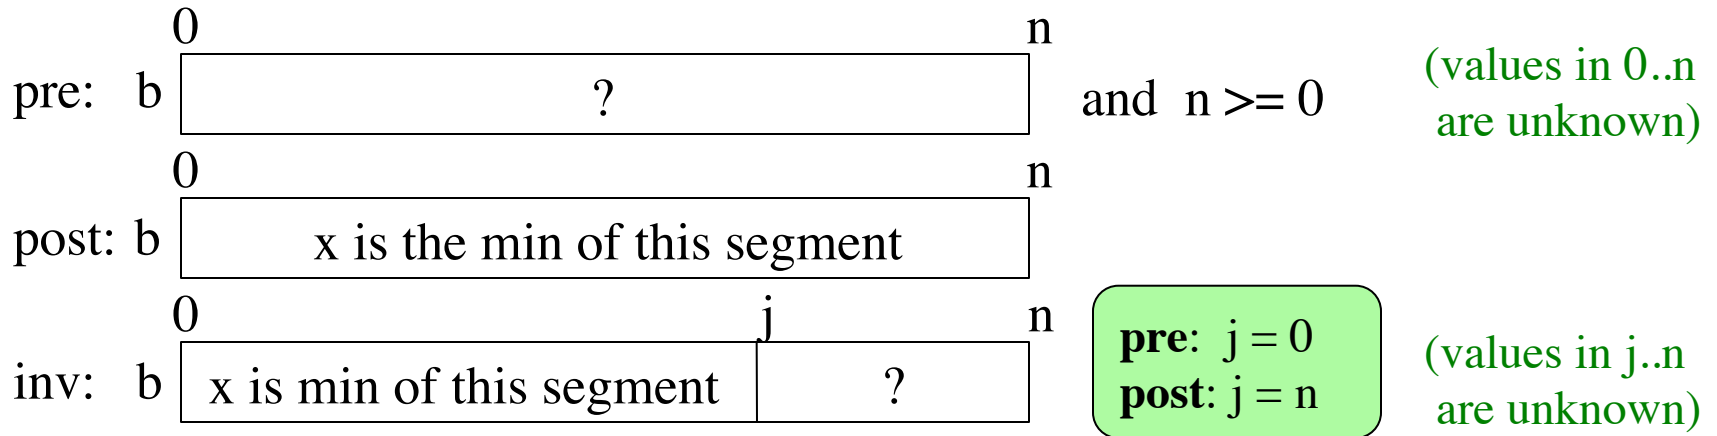 0 n
pre: b ? and n >= 0 (values in 0..n
are unknown)
0 n
post: b x is the min of this segment
0 j n
inv: b x is min of this segment ? pre: j = 0 (values in j..n
post: j = n are unknown)